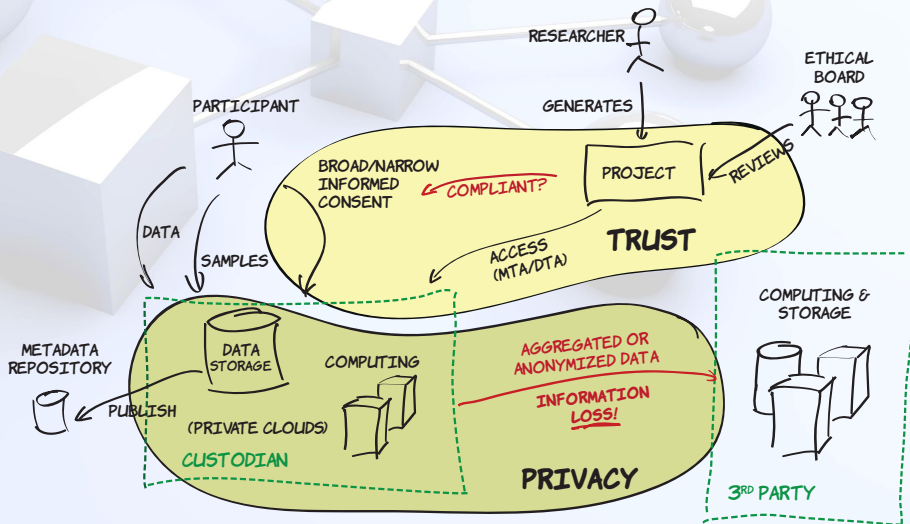 RESEARCHER
ETHICAL
BOARD
PARTICIPANT
GENERATES
BROAD/NARROW
INFORMED
CONSENT
COMPLIANT?
PROJECT
REVIEWS
DATA
SAMPLES
ACCESS
(MTA/DTA)
TRUST
COMPUTING &
STORAGE
METADATA
REPOSITORY
DATA
STORAGE
COMPUTING
AGGREGATED OR
ANONYMIZED DATA
INFORMATION
LOSS!
PUBLISH
(PRIVATE CLOUDS)
CUSTODIAN
PRIVACY
3RD PARTY